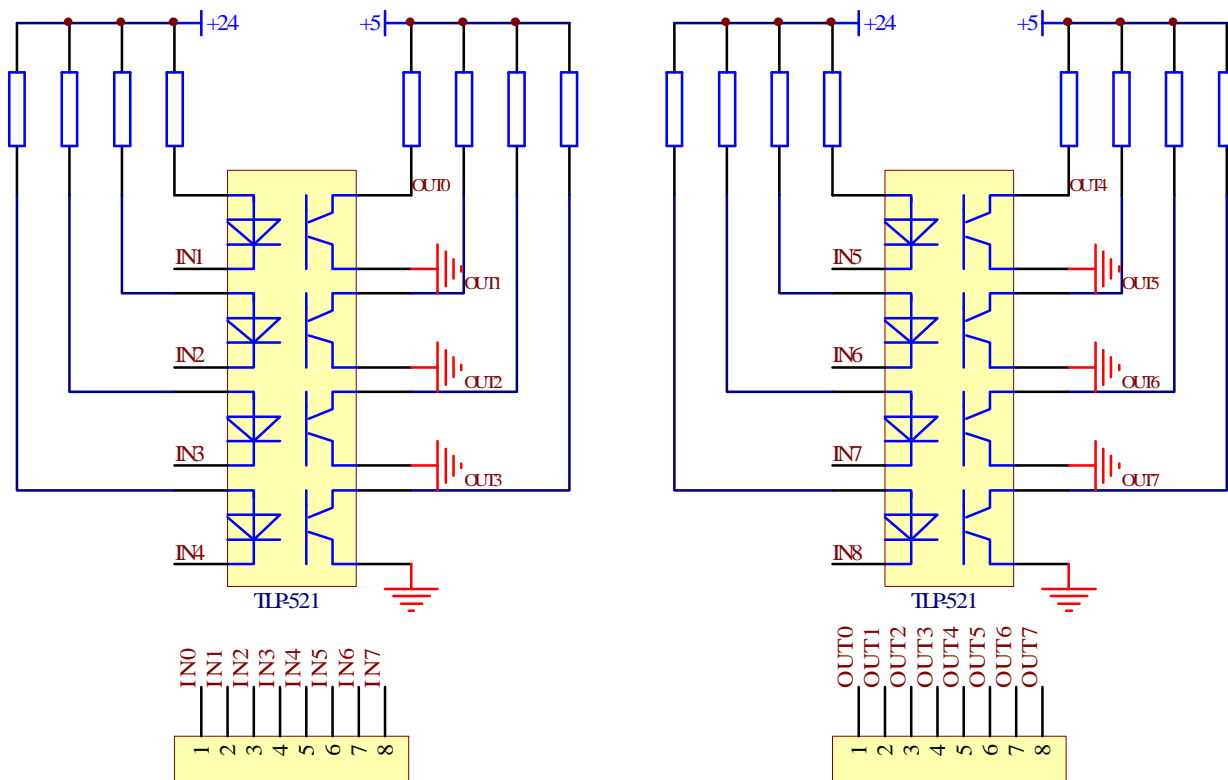 +24
+5
OUT0
IN1
OUT1
IN2
OUT2
IN3
OUT3
IN4
TLP-521
+24
+5
OUT4
IN5
OUT5
IN6
OUT6
IN7
OUT7
IN8
TLP-521
IN0
IN1
IN2
IN3
IN4
IN5
IN6
IN7
1 2 3 4 5 6 7 8
OUT0
OUT1
OUT2
OUT3
OUT4
OUT5
OUT6
OUT7
1 2 3 4 5 6 7 8